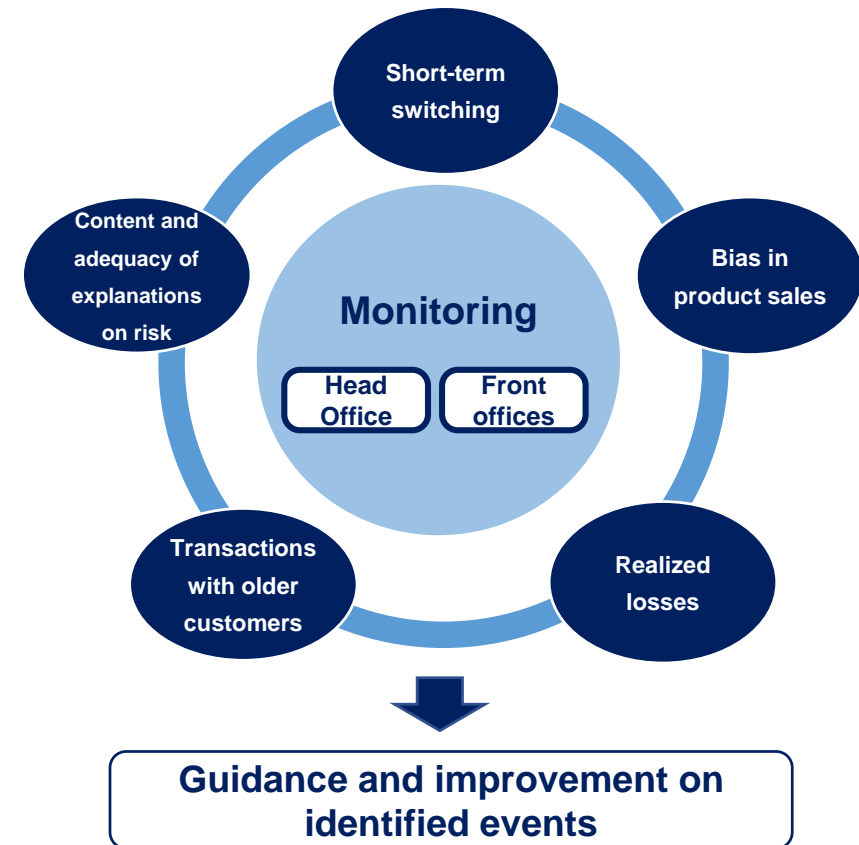 Short-term
switching
Content and
adequacy of
explanations
on risk
Bias in
product sales
Monitoring
Head
Office
Front
offices
Transactions
with older
customers
Realized
losses
Guidance and improvement on
identified events